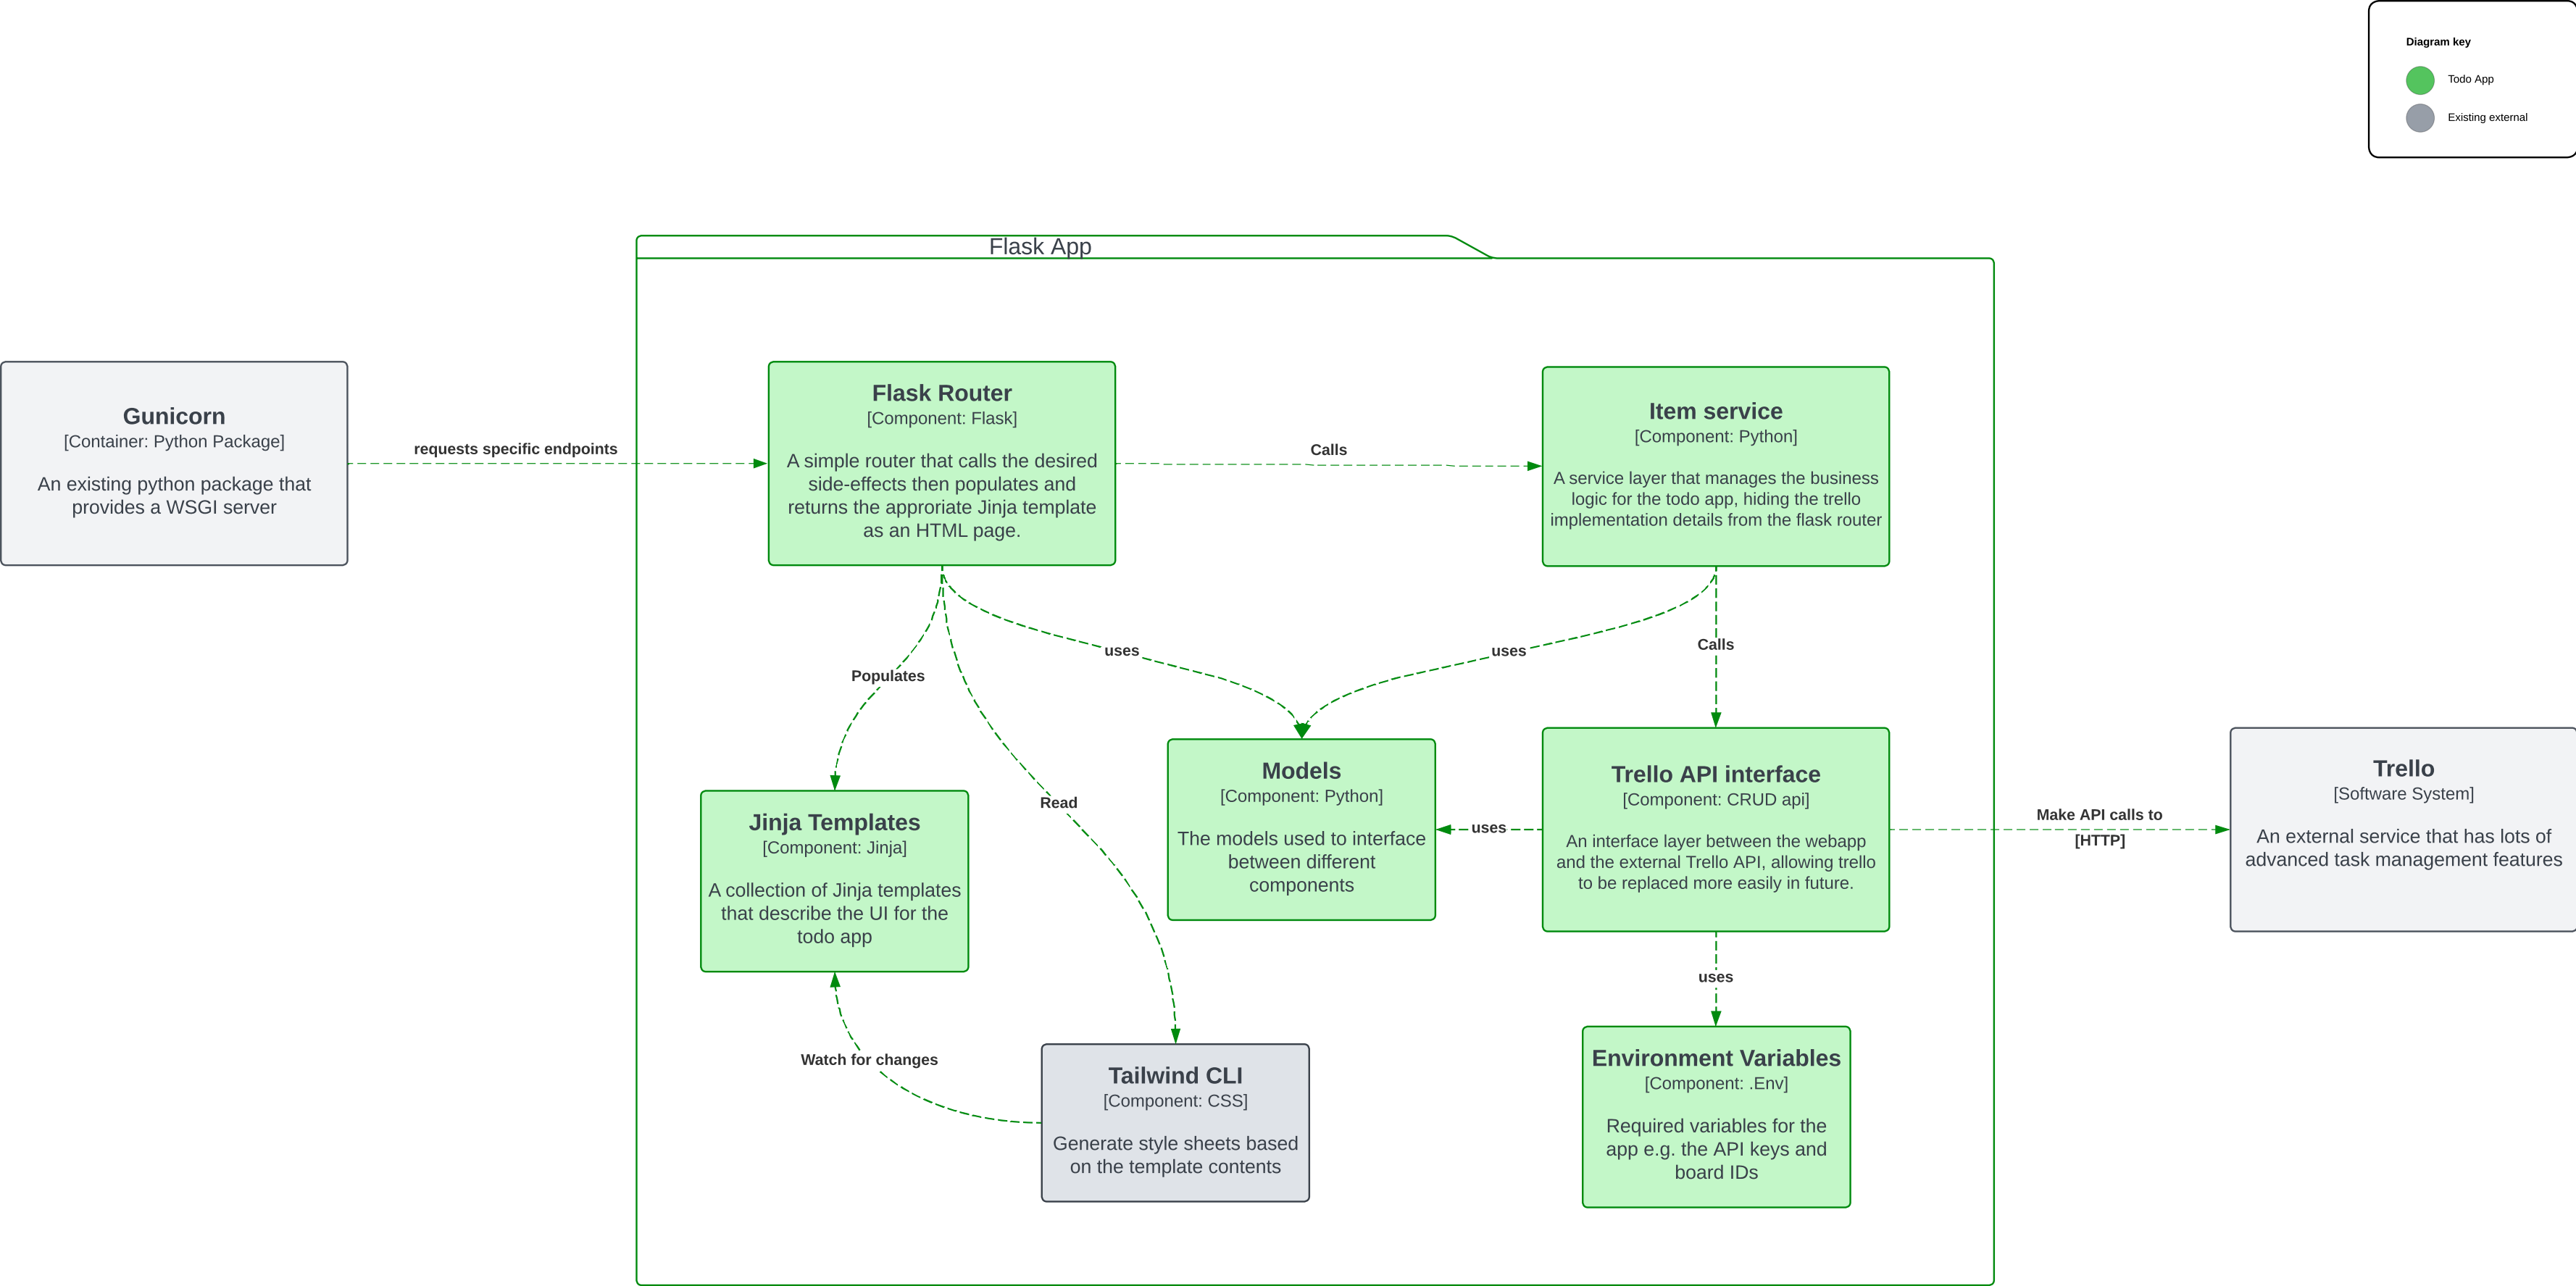 Diagram key
Todo App
Existing external
Flask App
Gunicorn
[Container: Python Package]
An existing python package that
provides a WSGI server
requests specific endpoints
Flask Router
[Component: Flask]
A simple router that calls the desired
side-effects then populates and
returns the approriate Jinja template
as an HTML page.
Calls
Item service
[Component: Python]
A service layer that manages the business
logic for the todo app, hiding the trello
implementation details from the flask router
Populates
uses
uses
Calls
Read
Jinja Templates
[Component: Jinja]
A collection of Jinja templates
that describe the UI for the
todo app
Models
[Component: Python]
The models used to interface
between different
components
uses
Trello API interface
[Component: CRUD api]
An interface layer between the webapp
and the external Trello API, allowing trello
to be replaced more easily in future.
Make API calls to
[HTTP]
Trello
[Software System]
An external service that has lots of
advanced task management features
uses
Watch for changes
Tailwind CLI
[Component: CSS]
Generate style sheets based
on the template contents
Environment Variables
[Component: .Env]
Required variables for the
app e.g. the API keys and
board IDs